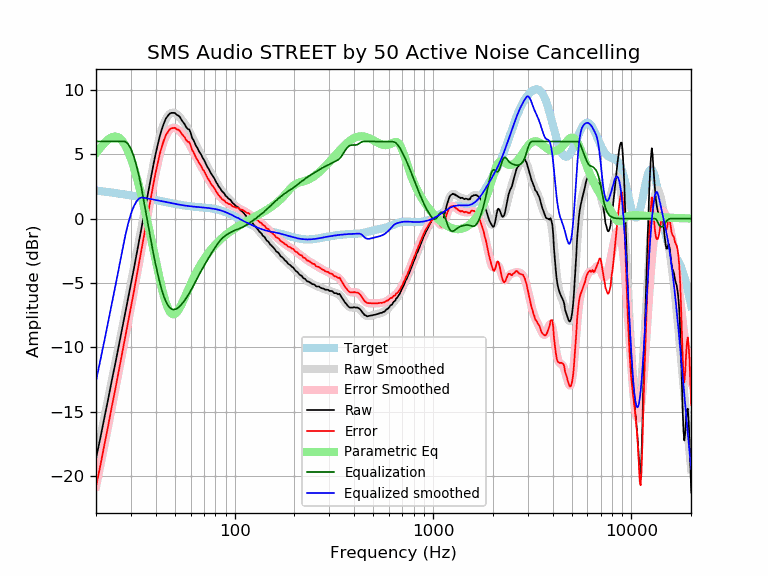 SMS Audio STREET by 50 Active Noise Cancelling
10
5
0
−5
−10
−15
−20
Amplitude (dBr)
Target
Raw Smoothed
Error Smoothed
Raw
Error
Parametric Eq
Equalization
Equalized smoothed
100
1000
10000
Frequency (Hz)